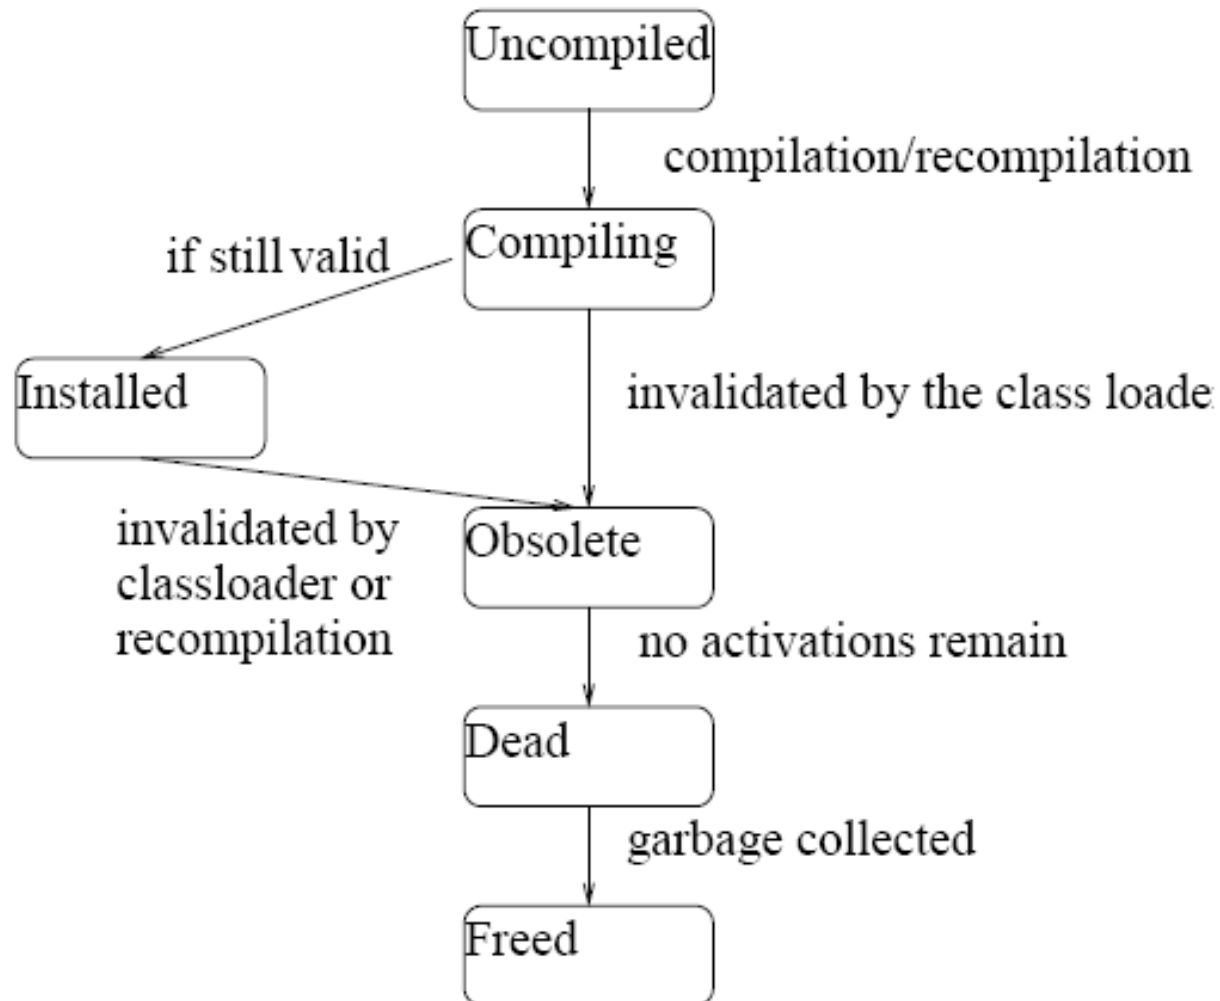 Uncompiled
compilation/recompilation
Compiling
if still valid
Installed
invalidated by the class loade
invalidated by
classloader or
recompilation
Obsolete
no activations remain
Dead
garbage collected
Freed